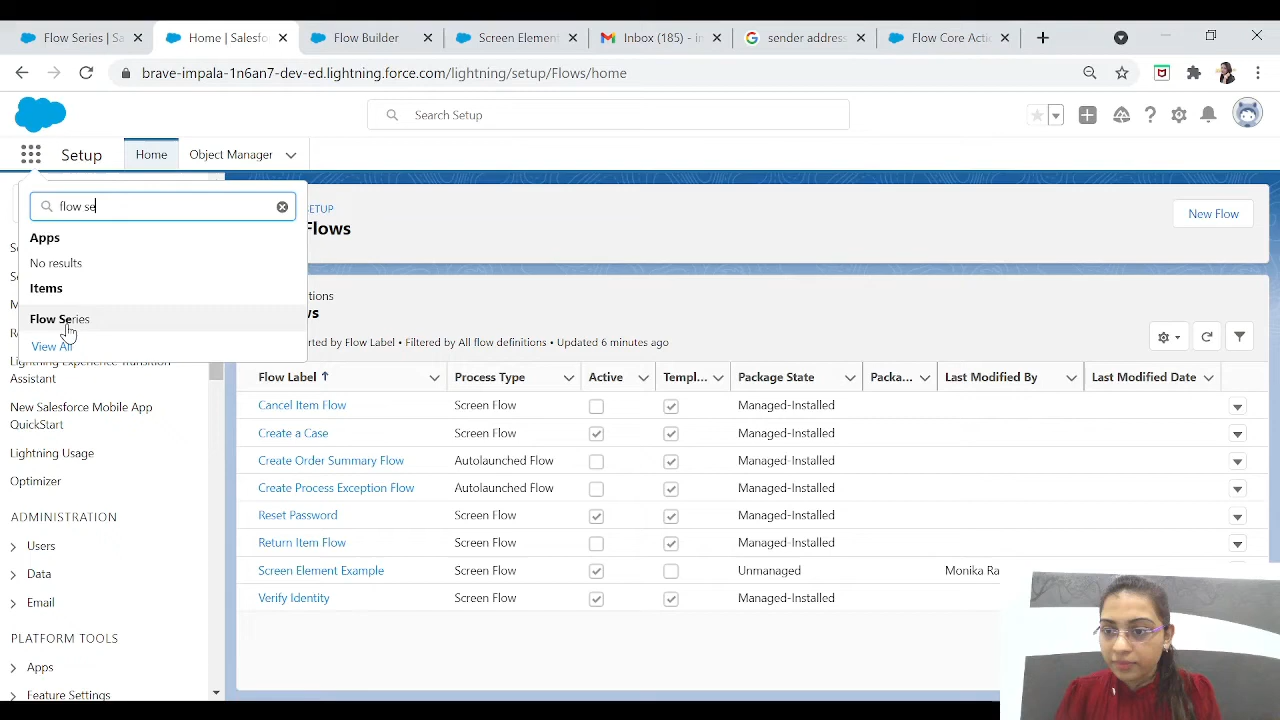 Flow Series | Sa
Home | Salesfo
Flow Builder
Screen Elemen
Inbox (185) - i
sender address
Flow Core Acti
brave-impala-1n6an7-dev-ed.lightning.force.com/lightning/setup/Flows/home
Search Setup
Setup
Home
Object Manager
flow se
Apps
No results
Items
Flow Series
View All
SETUP
Flows
New Flow
itions
ws
rted by Flow Label • Filtered by All flow definitions • Updated 6 minutes ago
Lightning Experience Transition
Assistant
New Salesforce Mobile App
QuickStart
Lightning Usage
Optimizer
ADMINISTRATION
Users
Data
Email
PLATFORM TOOLS
Apps
Feature Settings
Flow Label ↑ Process Type Active Templ... Package State Packa... Last Modified By Last Modified Date
Cancel Item Flow Screen Flow Managed-Installed
Create a Case Screen Flow Managed-Installed
Create Order Summary Flow Autolaunched Flow Managed-Installed
Create Process Exception Flow Autolaunched Flow Managed-Installed
Reset Password Screen Flow Managed-Installed
Return Item Flow Screen Flow Managed-Installed
Screen Element Example Screen Flow Unmanaged Monika Ra
Verify Identity Screen Flow Managed-Installed